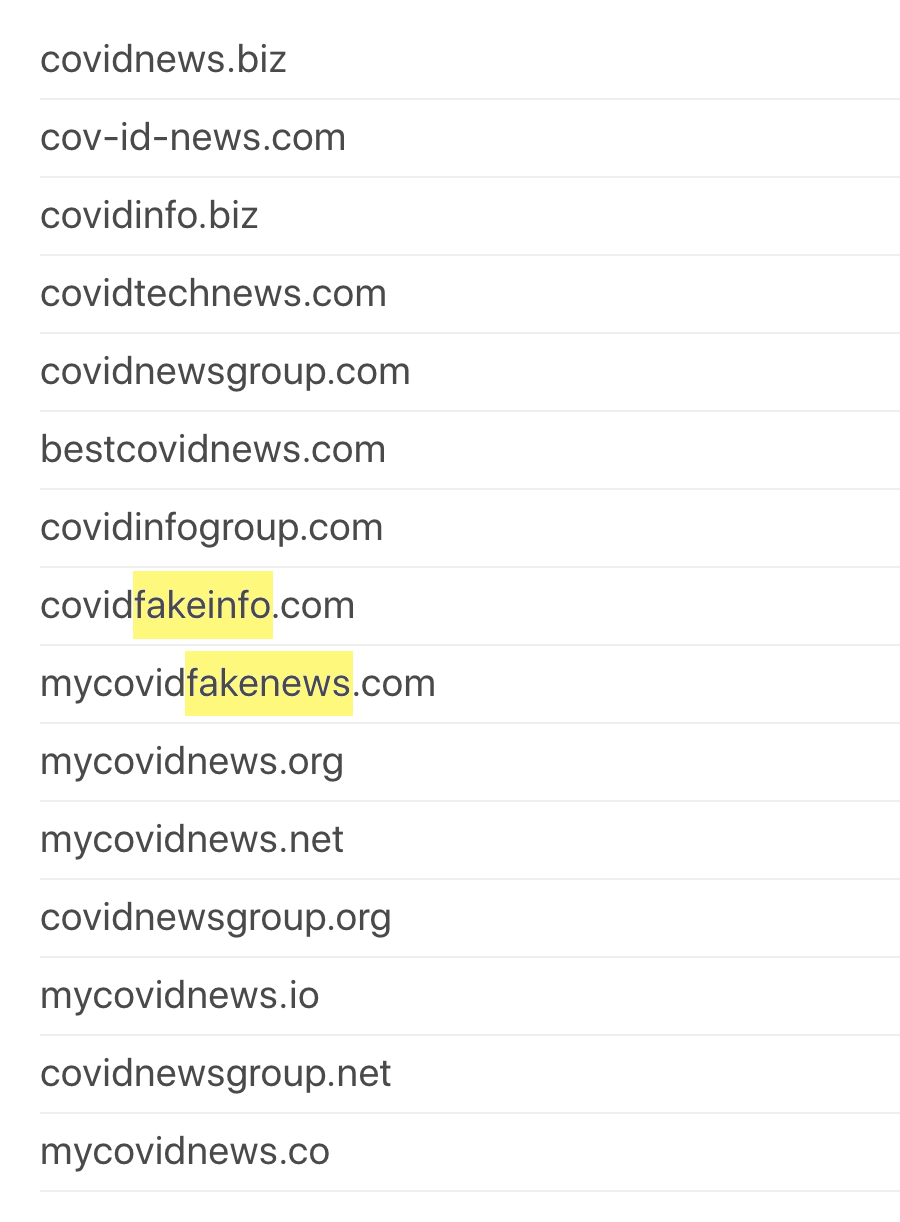 covidnews.biz
cov-id-news.com
covidinfo.biz
covidtechnews.com
covidnewsgroup.com
bestcovidnews.com
covidinfogroup.com
covidfakeinfo.com
mycovidfakenews.com
mycovidnews.org
mycovidnews.net
covidnewsgroup.org
mycovidnews.io
covidnewsgroup.net
mycovidnews.co